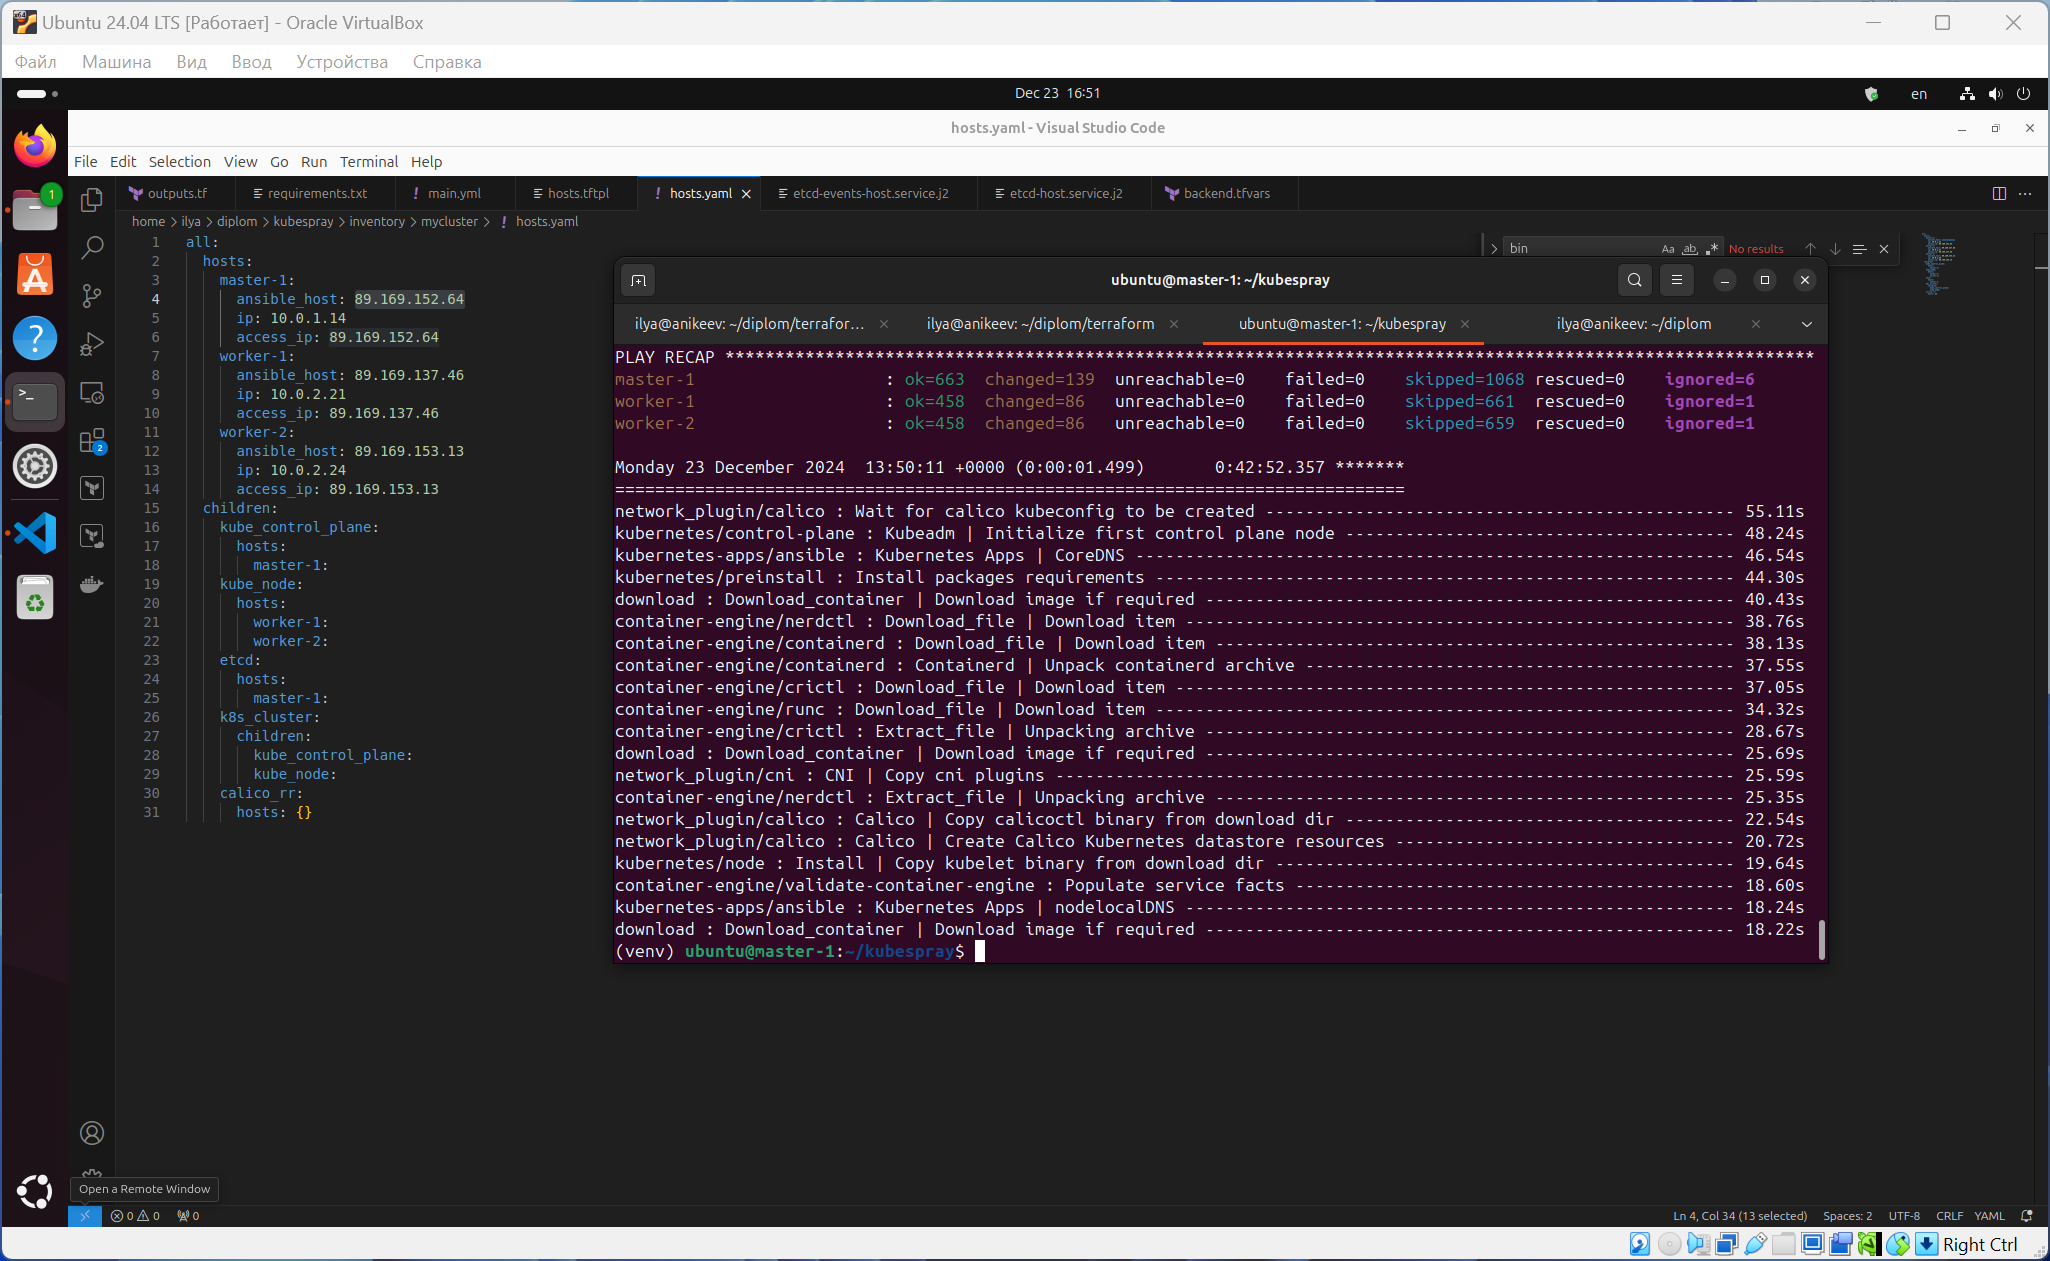 Ubuntu 24.04 LTS [Работает] - Oracle VirtualBox
Файл Машина Вид Ввод Устройства Справка
Dec 23 16:51
en
hosts.yaml - Visual Studio Code
File Edit Selection View Go Run Terminal Help
1
outputs.tf
requirements.txt
! main.yml
hosts.tftpl
! hosts.yaml
etcd-events-host.service.j2
etcd-host.service.j2
backend.tfvars
home > ilya > diplom > kubespray > inventory > mycluster > ! hosts.yaml
bin
Aa ab .*
No results
1 all:
2 hosts:
3 master-1:
4 ansible_host: 89.169.152.64
5 ip: 10.0.1.14
6 access_ip: 89.169.152.64
7 worker-1:
8 ansible_host: 89.169.137.46
9 ip: 10.0.2.21
10 access_ip: 89.169.137.46
11 worker-2:
12 ansible_host: 89.169.153.13
13 ip: 10.0.2.24
14 access_ip: 89.169.153.13
15 children:
16 kube_control_plane:
17 hosts:
18 master-1:
19 kube_node:
20 hosts:
21 worker-1:
22 worker-2:
23 etcd:
24 hosts:
25 master-1:
26 k8s_cluster:
27 children:
28 kube_control_plane:
29 kube_node:
30 calico_rr:
31 hosts: {}
2
ubuntu@master-1: ~/kubespray
ilya@anikeev: ~/diplom/terrafor...
ilya@anikeev: ~/diplom/terraform
ubuntu@master-1: ~/kubespray
ilya@anikeev: ~/diplom
PLAY RECAP *************************************************************************************************************
master-1 : ok=663 changed=139 unreachable=0 failed=0 skipped=1068 rescued=0 ignored=6
worker-1 : ok=458 changed=86 unreachable=0 failed=0 skipped=661 rescued=0 ignored=1
worker-2 : ok=458 changed=86 unreachable=0 failed=0 skipped=659 rescued=0 ignored=1
Monday 23 December 2024 13:50:11 +0000 (0:00:01.499) 0:42:52.357 *******
===============================================================================
network_plugin/calico : Wait for calico kubeconfig to be created ----------------------------------------------- 55.11s
kubernetes/control-plane : Kubeadm | Initialize first control plane node --------------------------------------- 48.24s
kubernetes-apps/ansible : Kubernetes Apps | CoreDNS ------------------------------------------------------------ 46.54s
kubernetes/preinstall : Install packages requirements ---------------------------------------------------------- 44.30s
download : Download_container | Download image if required ----------------------------------------------------- 40.43s
container-engine/nerdctl : Download_file | Download item ------------------------------------------------------- 38.76s
container-engine/containerd : Download_file | Download item ---------------------------------------------------- 38.13s
container-engine/containerd : Containerd | Unpack containerd archive ------------------------------------------- 37.55s
container-engine/crictl : Download_file | Download item -------------------------------------------------------- 37.05s
container-engine/runc : Download_file | Download item ---------------------------------------------------------- 34.32s
container-engine/crictl : Extract_file | Unpacking archive ----------------------------------------------------- 28.67s
download : Download_container | Download image if required ----------------------------------------------------- 25.69s
network_plugin/cni : CNI | Copy cni plugins -------------------------------------------------------------------- 25.59s
container-engine/nerdctl : Extract_file | Unpacking archive ---------------------------------------------------- 25.35s
network_plugin/calico : Calico | Copy calicoctl binary from download dir --------------------------------------- 22.54s
network_plugin/calico : Calico | Create Calico Kubernetes datastore resources ---------------------------------- 20.72s
kubernetes/node : Install | Copy kubelet binary from download dir ---------------------------------------------- 19.64s
container-engine/validate-container-engine : Populate service facts -------------------------------------------- 18.60s
kubernetes-apps/ansible : Kubernetes Apps | nodelocalDNS ------------------------------------------------------- 18.24s
download : Download_container | Download image if required ----------------------------------------------------- 18.22s
(venv) ubuntu@master-1:~/kubespray$
Open a Remote Window
0 0 0
Ln 4, Col 34 (13 selected) Spaces: 2 UTF-8 CRLF YAML
Right Ctrl